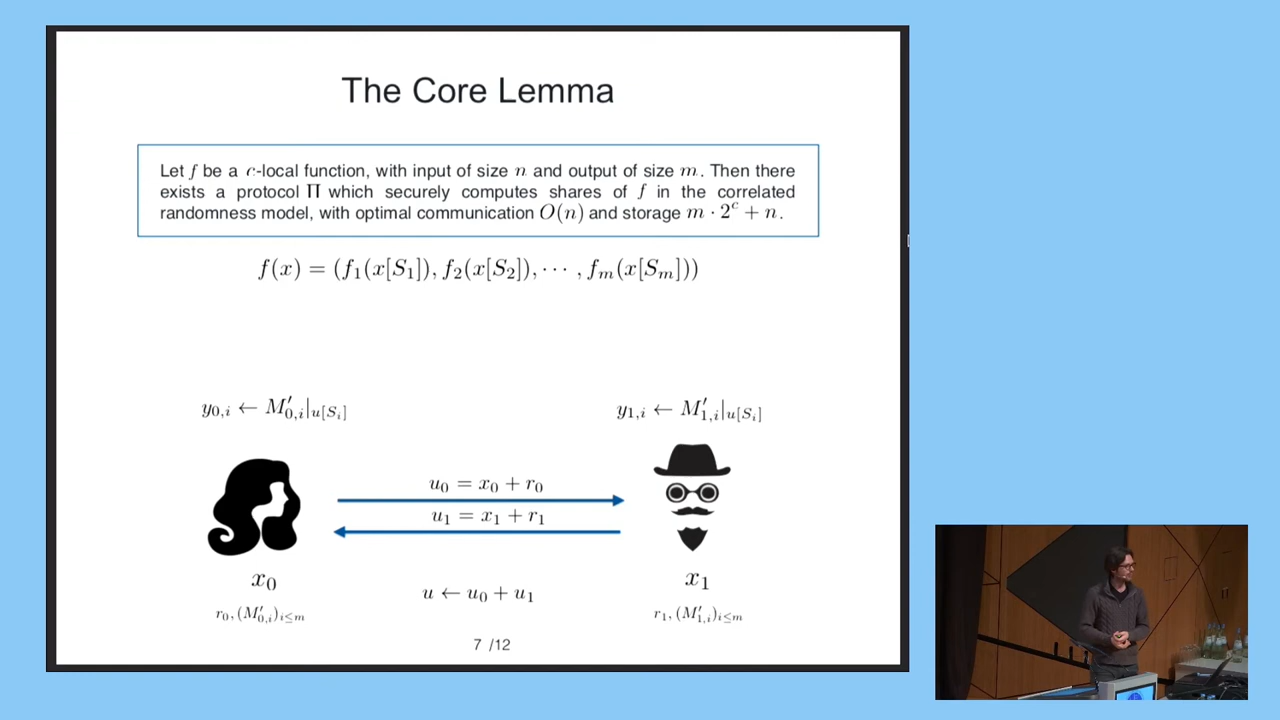 The Core Lemma
Let f be a c-local function, with input of size n and output of size m. Then there
exists a protocol Π which securely computes shares of f in the correlated
randomness model, with optimal communication O(n) and storage m · 2^c + n.
f(x) = (f_1(x[S_1]), f_2(x[S_2]), ··· , f_m(x[S_m]))
y_{0,i} ← M'_{0,i}|_{u[S_i]}
y_{1,i} ← M'_{1,i}|_{u[S_i]}
u_0 = x_0 + r_0
u_1 = x_1 + r_1
x_0
x_1
u ← u_0 + u_1
r_0, (M'_{0,i})_{i≤m}
r_1, (M'_{1,i})_{i≤m}
7 /12